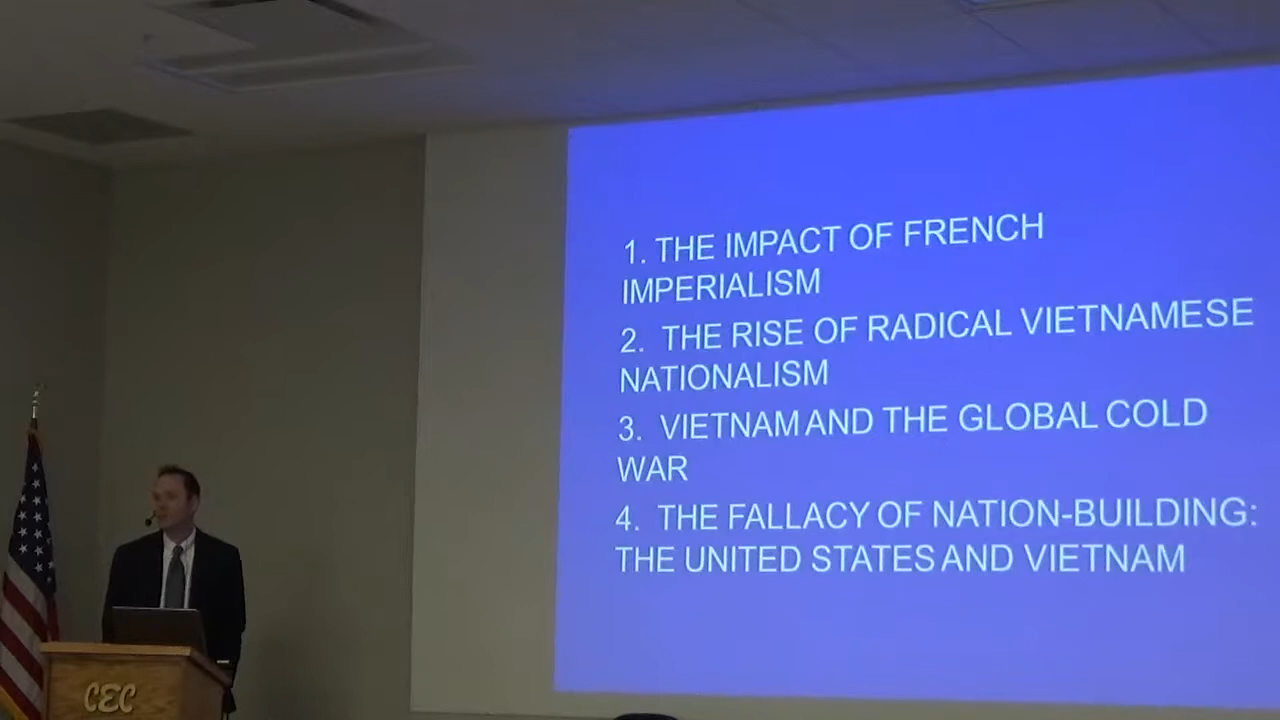 1. THE IMPACT OF FRENCH
IMPERIALISM
2. THE RISE OF RADICAL VIETNAMESE
NATIONALISM
3. VIETNAM AND THE GLOBAL COLD
WAR
4. THE FALLACY OF NATION-BUILDING:
THE UNITED STATES AND VIETNAM
CEC